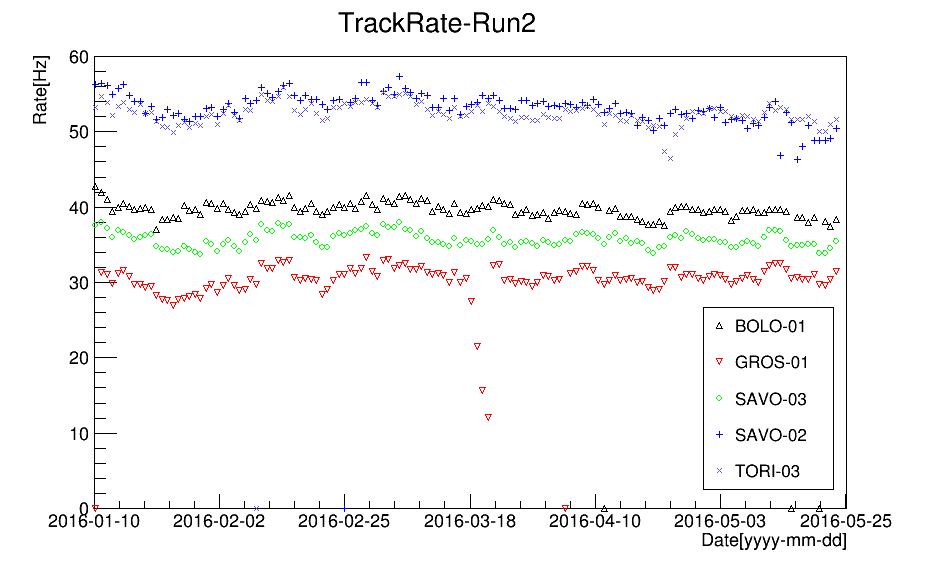 TrackRate-Run2
Rate[Hz]
60
50
40
30
20
10
0
BOLO-01
GROS-01
SAVO-03
SAVO-02
TORI-03
2016-01-10 2016-02-02 2016-02-25 2016-03-18 2016-04-10 2016-05-03 2016-05-25
Date[yyyy-mm-dd]